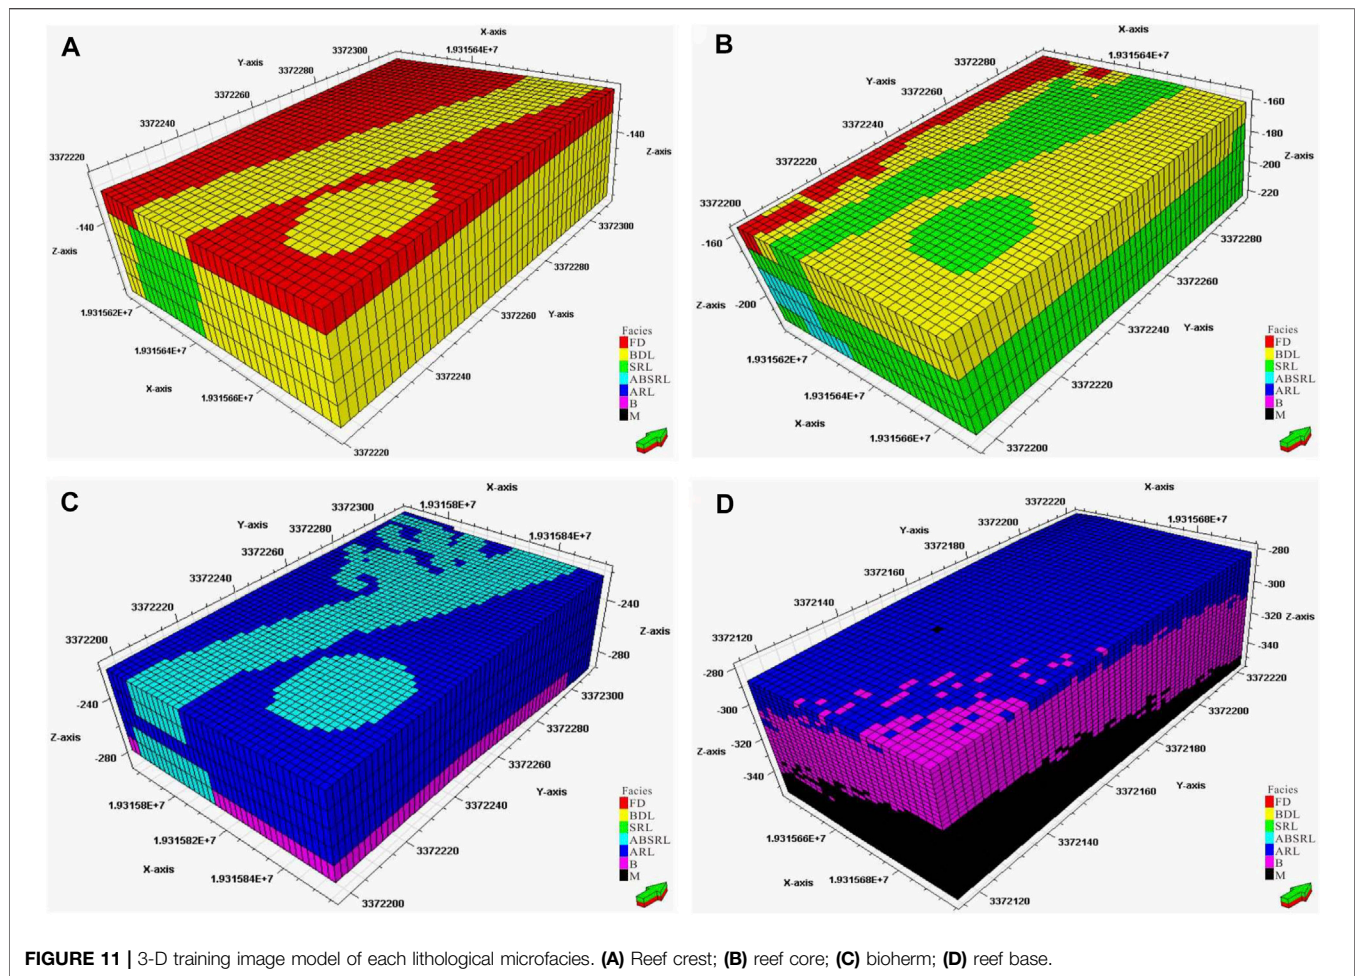 A
X-axis
1.931564E+7
3372300
Y-axis
3372280
3372260
3372240
3372220
-140
Z-axis
-140
Z-axis
3372300
3372280
3372260
Y-axis
3372240
3372220
1.931562E+7
1.931564E+7
X-axis
1.931566E+7
Facies
FD
BDL
SRL
ABSRL
ARL
B
M
B
X-axis
1.931564E+7
3372280
Y-axis
3372260
3372240
3372220
3372200
-160
-180
-200
Z-axis
-220
-160
Z-axis
-200
3372280
3372260
3372240
Y-axis
3372220
3372200
1.931562E+7
1.931564E+7
X-axis
1.931566E+7
Facies
FD
BDL
SRL
ABSRL
ARL
B
M
C
X-axis
1.93158E+7
1.931584E+7
3372300
Y-axis
3372280
3372260
3372240
3372220
3372200
-240
Z-axis
-280
-240
Z-axis
-280
3372300
3372280
3372260
Y-axis
3372240
3372220
3372200
1.93158E+7
1.931582E+7
X-axis
1.931584E+7
Facies
FD
BDL
SRL
ABSRL
ARL
B
M
D
X-axis
1.931568E+7
3372220
3372200
Y-axis
3372180
3372160
3372140
3372120
-280
-300
-320
Z-axis
-340
-280
-300
-320
Z-axis
-340
3372220
3372200
3372180
Y-axis
3372160
3372140
3372120
1.931566E+7
1.931568E+7
X-axis
Facies
FD
BDL
SRL
ABSRL
ARL
B
M
FIGURE 11 | 3-D training image model of each lithological microfacies. (A) Reef crest; (B) reef core; (C) bioherm; (D) reef base.